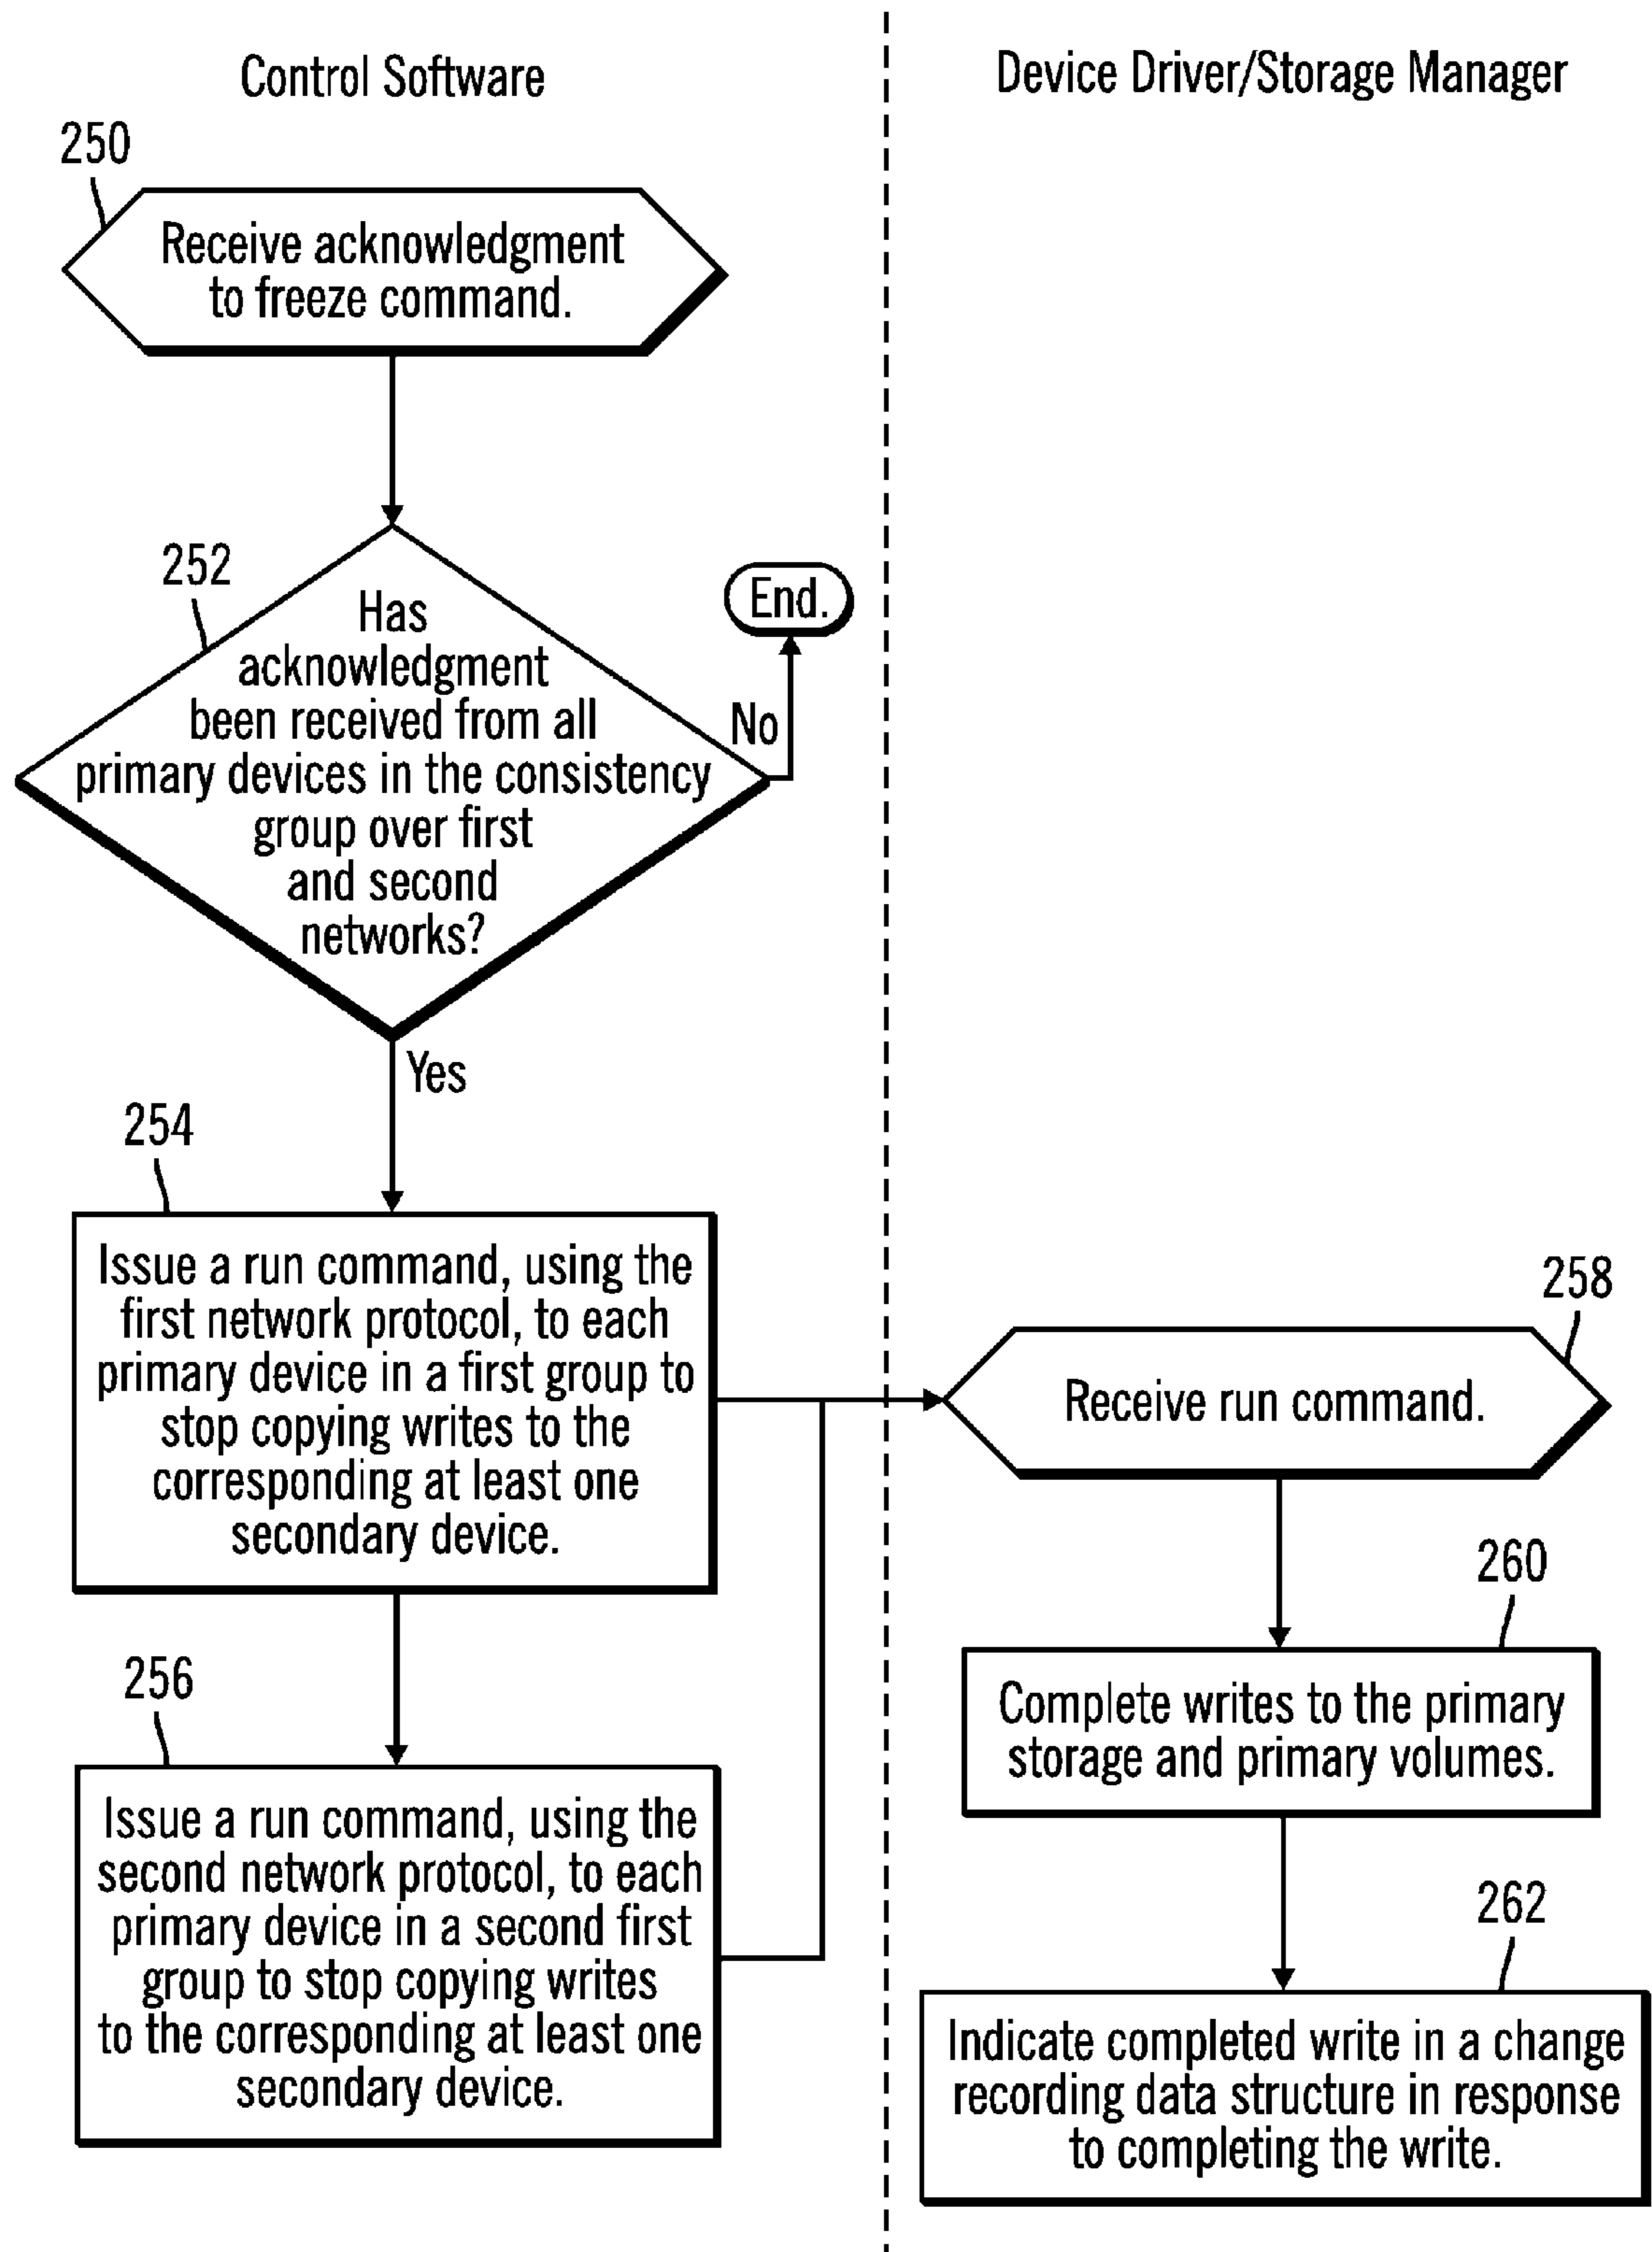 Control Software
Device Driver/Storage Manager
250
Receive acknowledgment
to freeze command.
252
Has
acknowledgment
been received from all
primary devices in the consistency
group over first
and second
networks?
No
End.
Yes
254
Issue a run command, using the
first network protocol, to each
primary device in a first group to
stop copying writes to the
corresponding at least one
secondary device.
256
Issue a run command, using the
second network protocol, to each
primary device in a second first
group to stop copying writes
to the corresponding at least one
secondary device.
258
Receive run command.
260
Complete writes to the primary
storage and primary volumes.
262
Indicate completed write in a change
recording data structure in response
to completing the write.